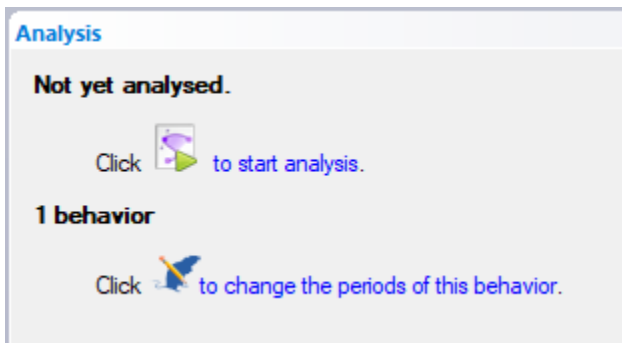 Analysis
Not yet analysed.
Click to start analysis.
1 behavior
Click to change the periods of this behavior.